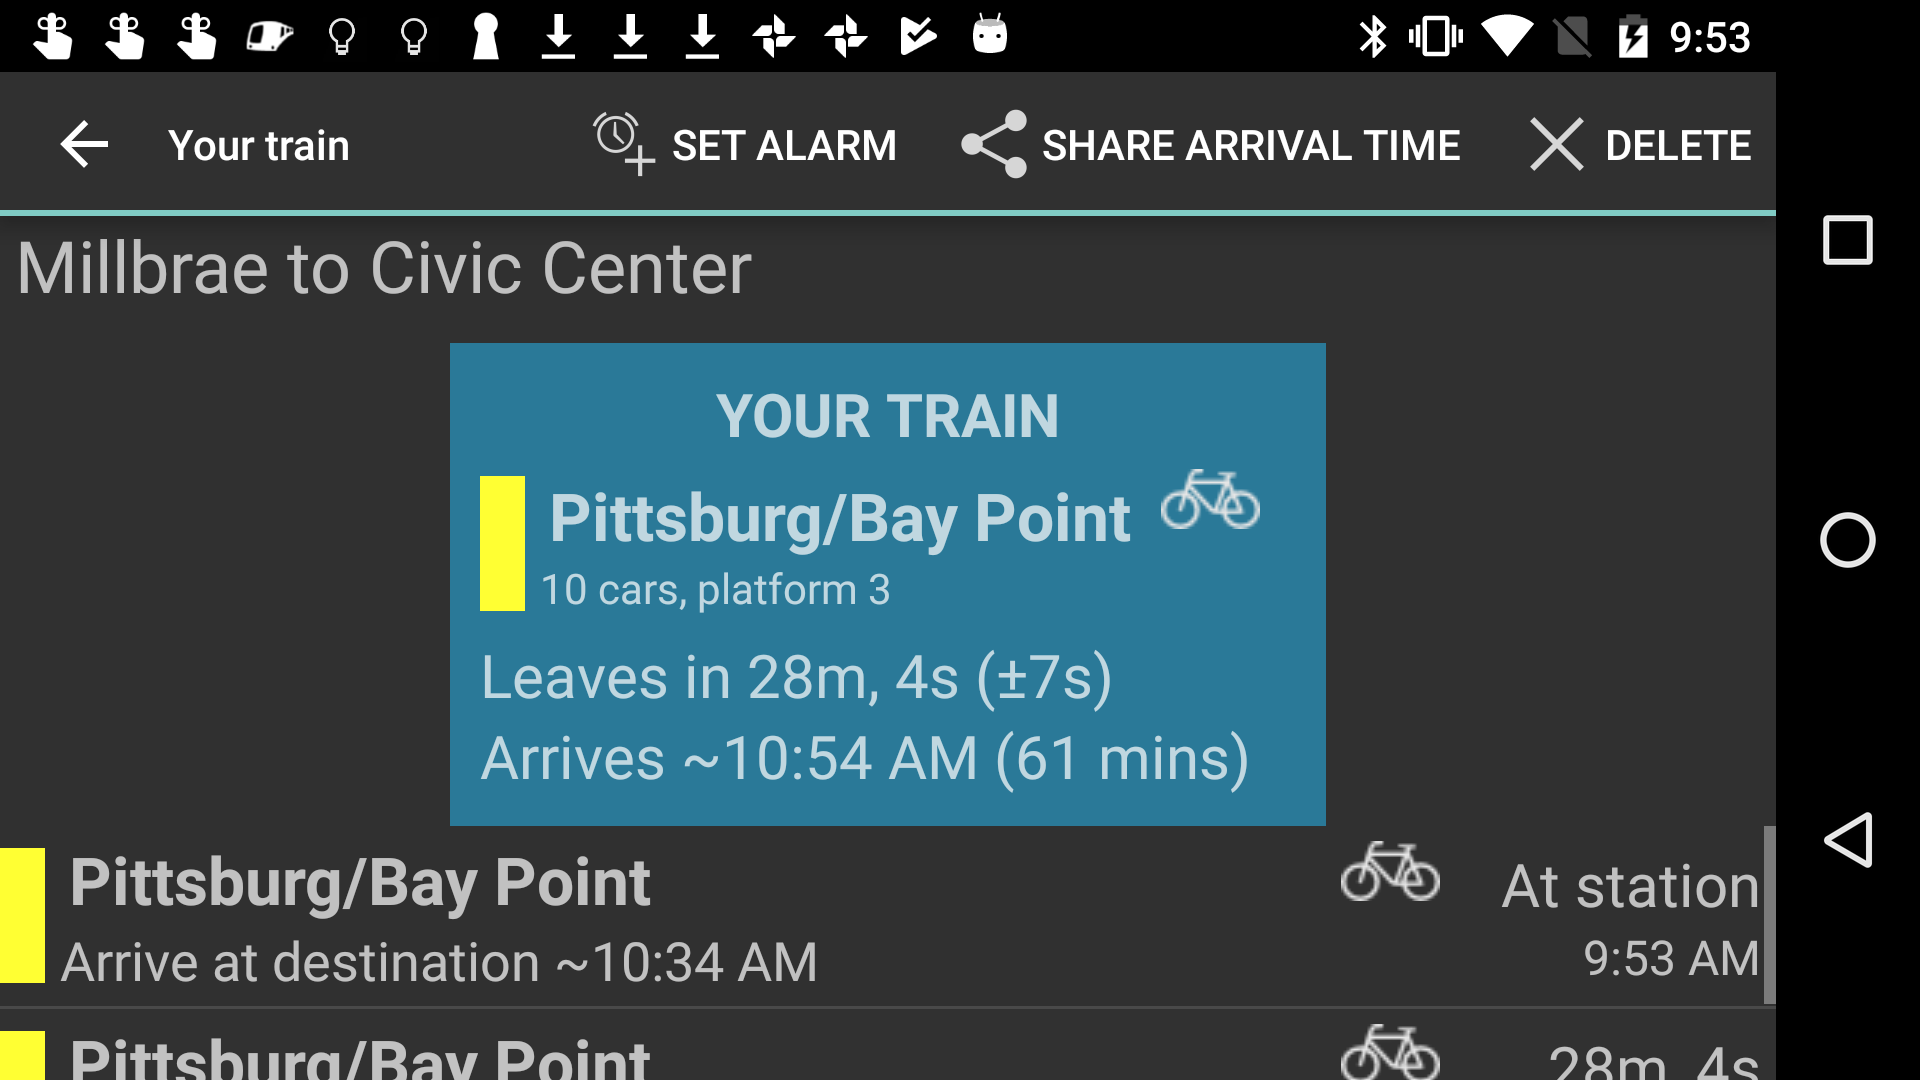 9:53
Your train
SET ALARM
SHARE ARRIVAL TIME
DELETE
Millbrae to Civic Center
YOUR TRAIN
Pittsburg/Bay Point
10 cars, platform 3
Leaves in 28m, 4s (±7s)
Arrives ~10:54 AM (61 mins)
Pittsburg/Bay Point
At station
Arrive at destination ~10:34 AM
9:53 AM
Pittsburg/Bay Point
28m, 4s